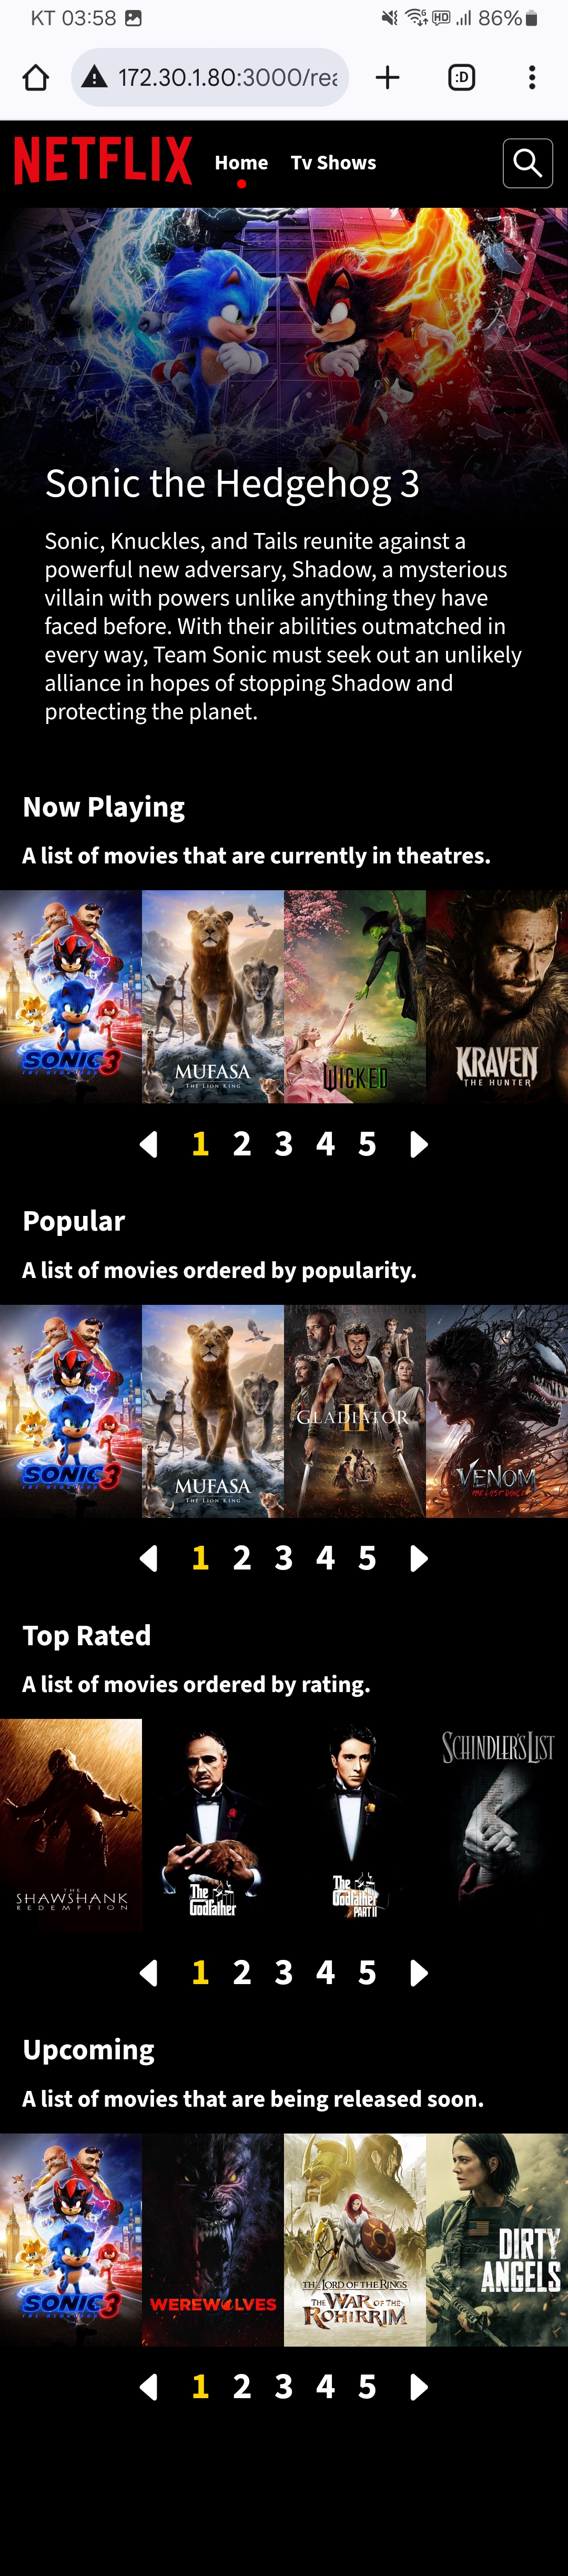 KT 03:58 HD 86%
172.30.1.80:3000/rea
:D
NETFLIX Home Tv Shows
Sonic the Hedgehog 3
Sonic, Knuckles, and Tails reunite against a
powerful new adversary, Shadow, a mysterious
villain with powers unlike anything they have
faced before. With their abilities outmatched in
every way, Team Sonic must seek out an unlikely
alliance in hopes of stopping Shadow and
protecting the planet.
Now Playing
A list of movies that are currently in theatres.
SONIC 3
THE HEDGEHOG
MUFASA
THE LION KING
WICKED
KRAVEN
THE HUNTER
1 2 3 4 5
Popular
A list of movies ordered by popularity.
SONIC 3
THE HEDGEHOG
MUFASA
THE LION KING
GLADIATOR
II
VENOM
THE LAST DANCE
1 2 3 4 5
Top Rated
A list of movies ordered by rating.
THE
SHAWSHANK
REDEMPTION
The
Godfather
The
Godfather
PART II
SCHINDLER'S LIST
1 2 3 4 5
Upcoming
A list of movies that are being released soon.
SONIC 3
THE HEDGEHOG
WEREWOLVES
THE LORD OF THE RINGS
THE WAR OF THE
ROHIRRIM
DIRTY
ANGELS
1 2 3 4 5